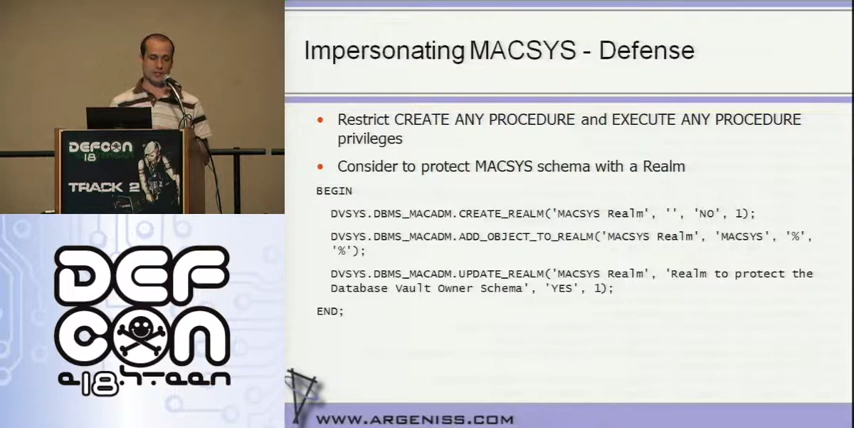 Impersonating MACSYS - Defense
• Restrict CREATE ANY PROCEDURE and EXECUTE ANY PROCEDURE
privileges
• Consider to protect MACSYS schema with a Realm
BEGIN
DVSYS.DBMS_MACADM.CREATE_REALM('MACSYS Realm', '', 'NO', 1);
DVSYS.DBMS_MACADM.ADD_OBJECT_TO_REALM('MACSYS Realm', 'MACSYS', '%',
'%');
DVSYS.DBMS_MACADM.UPDATE_REALM('MACSYS Realm', 'Realm to protect the
Database Vault Owner Schema', 'YES', 1);
END;
WWW.ARGENISS.COM
DEFCON
18
TRACK 2
DEF
CON
e18hteen